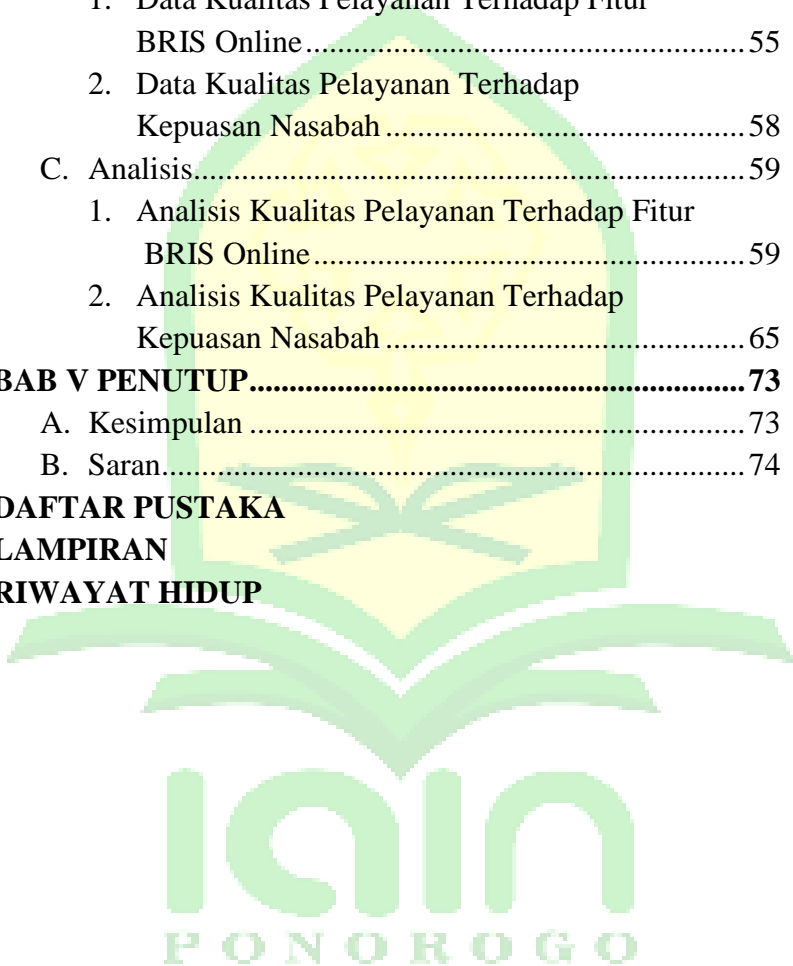 1. Data Kualitas Pelayanan Terhadap Fitur
BRIS Online.....................................................55
2. Data Kualitas Pelayanan Terhadap
Kepuasan Nasabah............................................58
C. Analisis....................................................................59
1. Analisis Kualitas Pelayanan Terhadap Fitur
BRIS Online.....................................................59
2. Analisis Kualitas Pelayanan Terhadap
Kepuasan Nasabah............................................65
BAB V PENUTUP.............................................................73
A. Kesimpulan.............................................................73
B. Saran........................................................................74
DAFTAR PUSTAKA
LAMPIRAN
RIWAYAT HIDUP
IAIN
PONOROGO